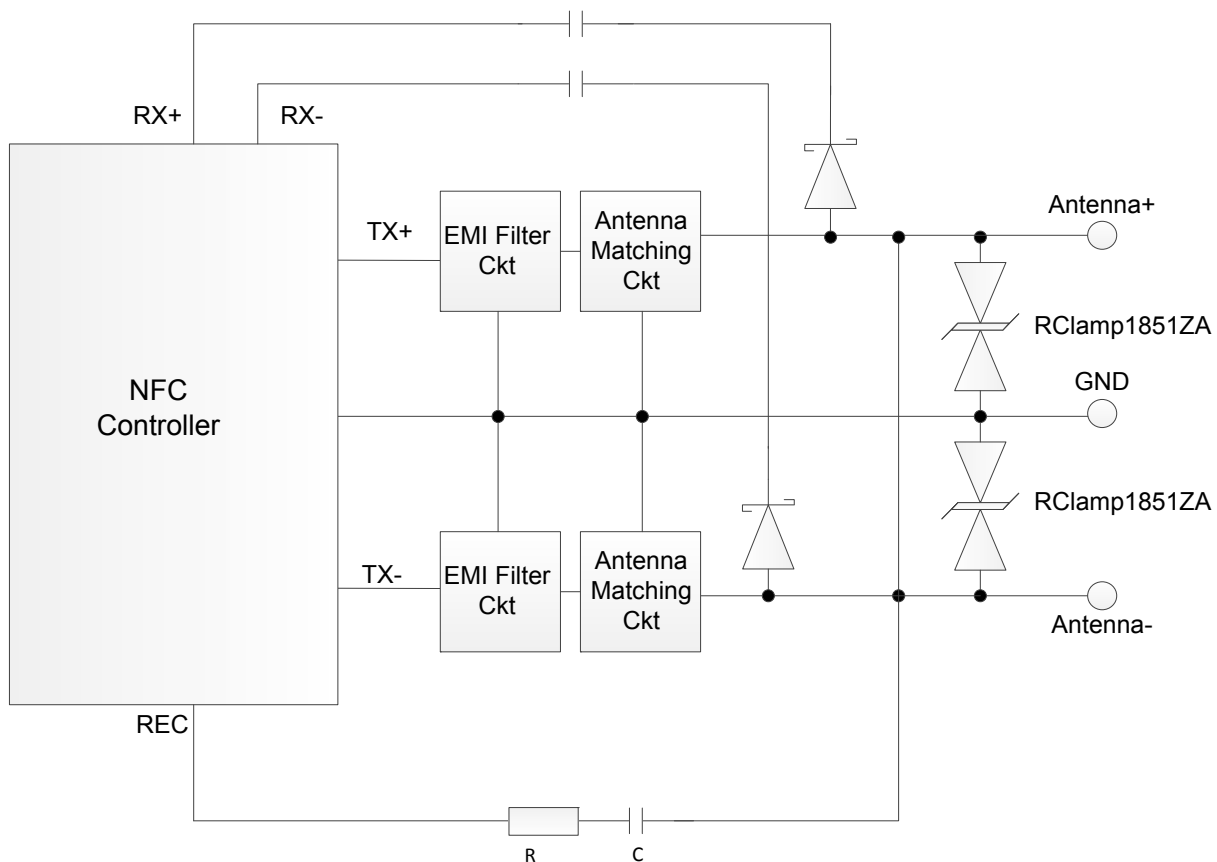 RX+
RX-
Antenna+
TX+
EMI Filter
Ckt
Antenna
Matching
Ckt
RClamp1851ZA
GND
NFC
Controller
RClamp1851ZA
TX-
EMI Filter
Ckt
Antenna
Matching
Ckt
Antenna-
REC
R
C